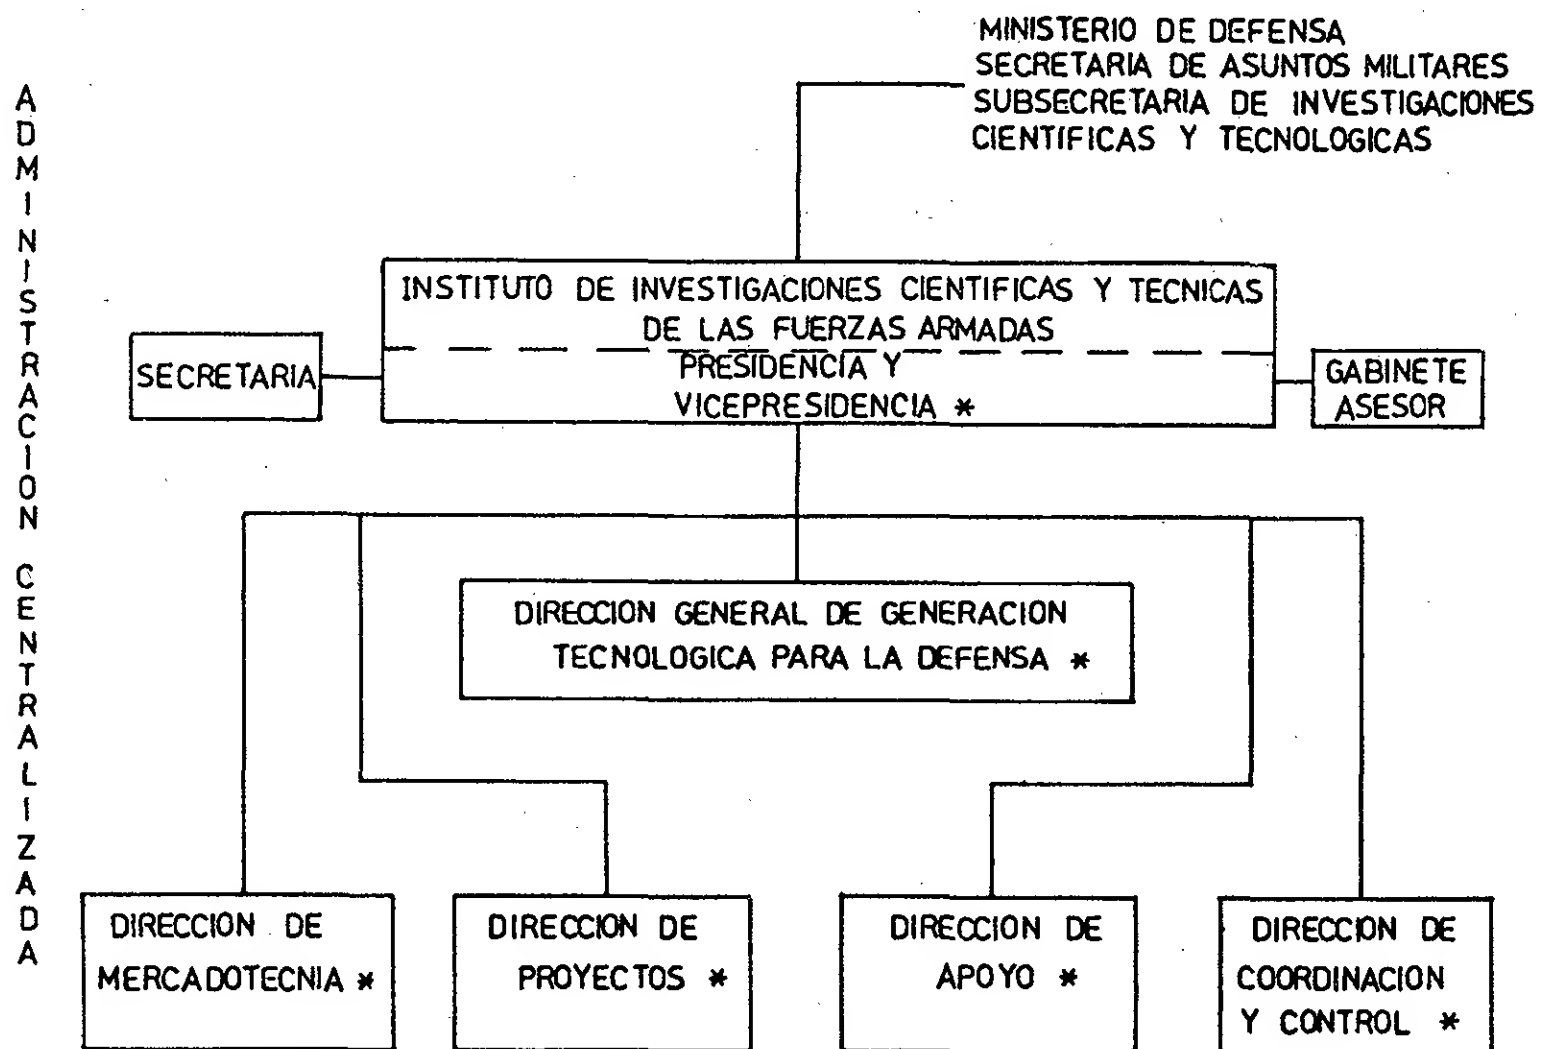 MINISTERIO DE DEFENSA
SECRETARIA DE ASUNTOS MILITARES
SUBSECRETARIA DE INVESTIGACIONES
CIENTIFICAS Y TECNOLOGICAS
ADMINISTRACION CENTRALIZADA
INSTITUTO DE INVESTIGACIONES CIENTIFICAS Y TECNICAS
DE LAS FUERZAS ARMADAS
PRESIDENCIA Y
VICEPRESIDENCIA *
SECRETARIA
GABINETE
ASESOR
DIRECCION GENERAL DE GENERACION
TECNOLOGICA PARA LA DEFENSA *
DIRECCION DE
MERCADOTECNIA *
DIRECCION DE
PROYECTOS *
DIRECCION DE
APOYO *
DIRECCION DE
COORDINACION
Y CONTROL *